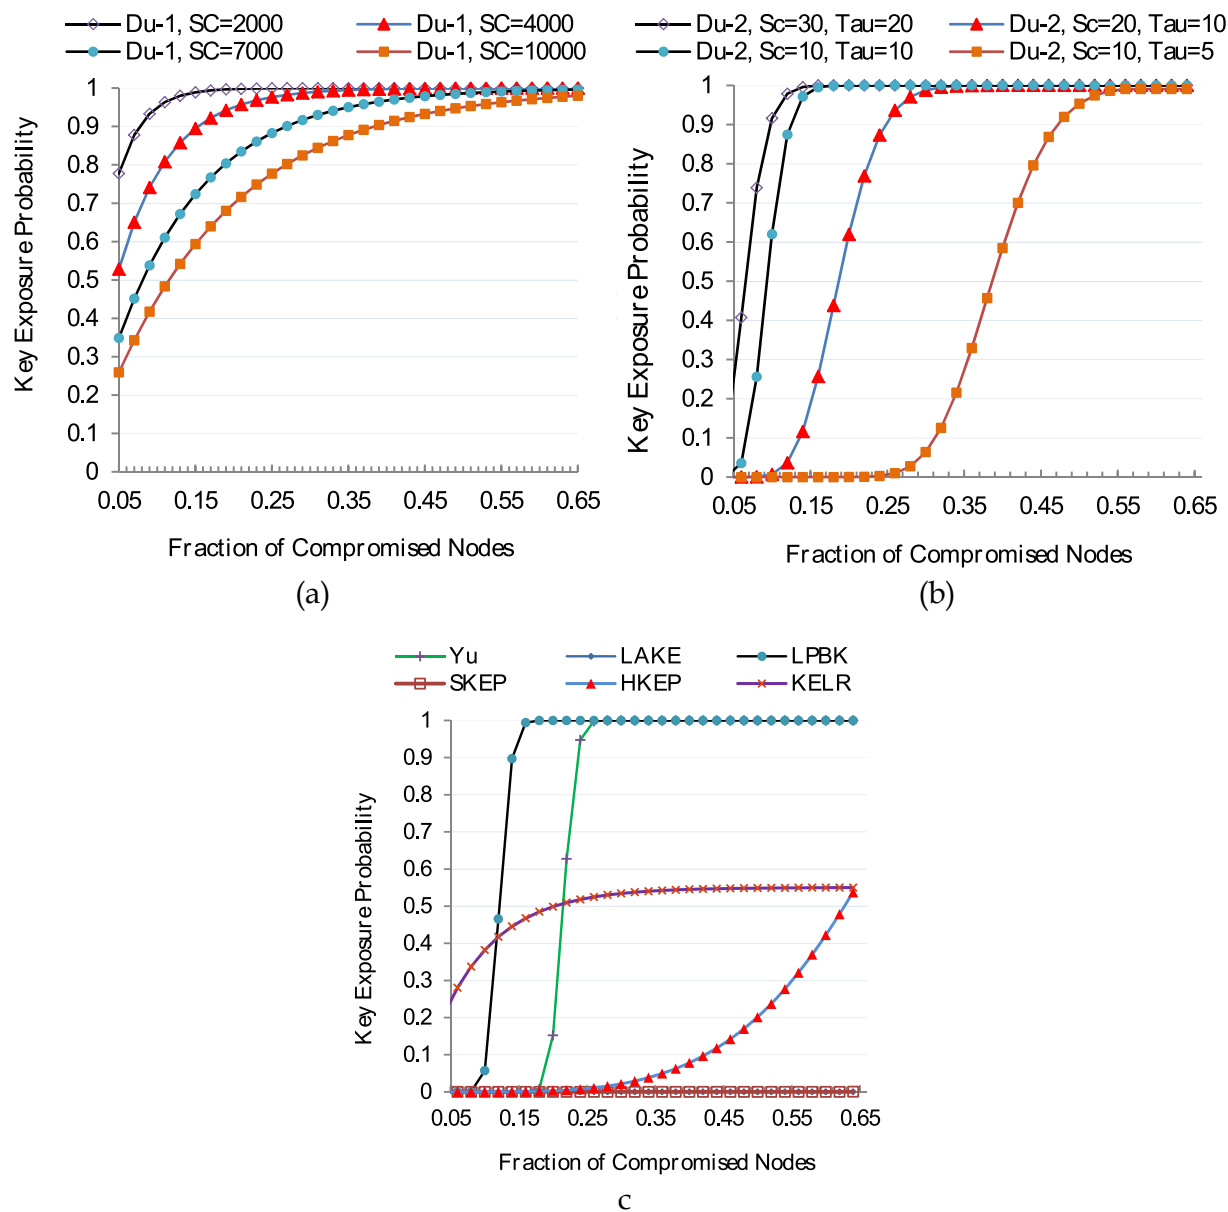 Du-1, SC=2000 Du-1, SC=4000
Du-1, SC=7000 Du-1, SC=10000
1
0.9
0.8
0.7
0.6
0.5
0.4
0.3
0.2
0.1
0
Key Exposure Probability
0.05 0.15 0.25 0.35 0.45 0.55 0.65
Fraction of Compromised Nodes
(a)
Du-2, Sc=30, Tau=20 Du-2, Sc=20, Tau=10
Du-2, Sc=10, Tau=10 Du-2, Sc=10, Tau=5
1
0.9
0.8
0.7
0.6
0.5
0.4
0.3
0.2
0.1
0
Key Exposure Probability
0.05 0.15 0.25 0.35 0.45 0.55 0.65
Fraction of Compromised Nodes
(b)
Yu LAKE LPBK
SKEP HKEP KELR
1
0.9
0.8
0.7
0.6
0.5
0.4
0.3
0.2
0.1
0
Key Exposure Probability
0.05 0.15 0.25 0.35 0.45 0.55 0.65
Fraction of Compromised Nodes
c